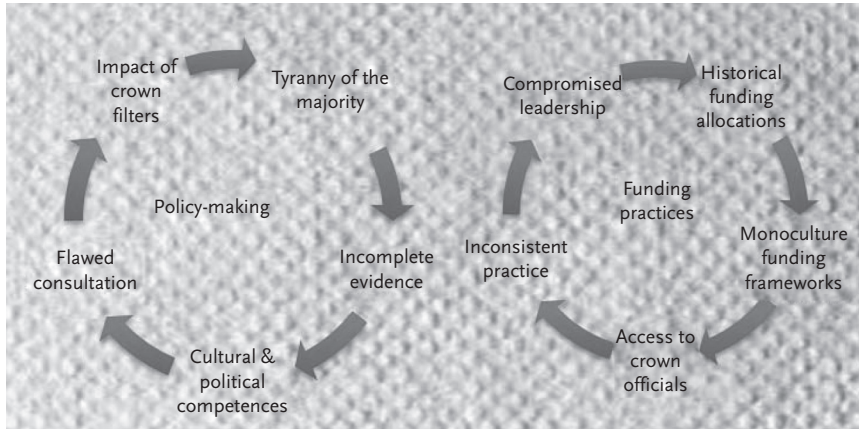 Impact of
crown
filters
Tyranny of the
majority
Policy-making
Incomplete
evidence
Flawed
consultation
Cultural &
political
competences
Compromised
leadership
Historical
funding
allocations
Funding
practices
Inconsistent
practice
Monoculture
funding
frameworks
Access to
crown
officials